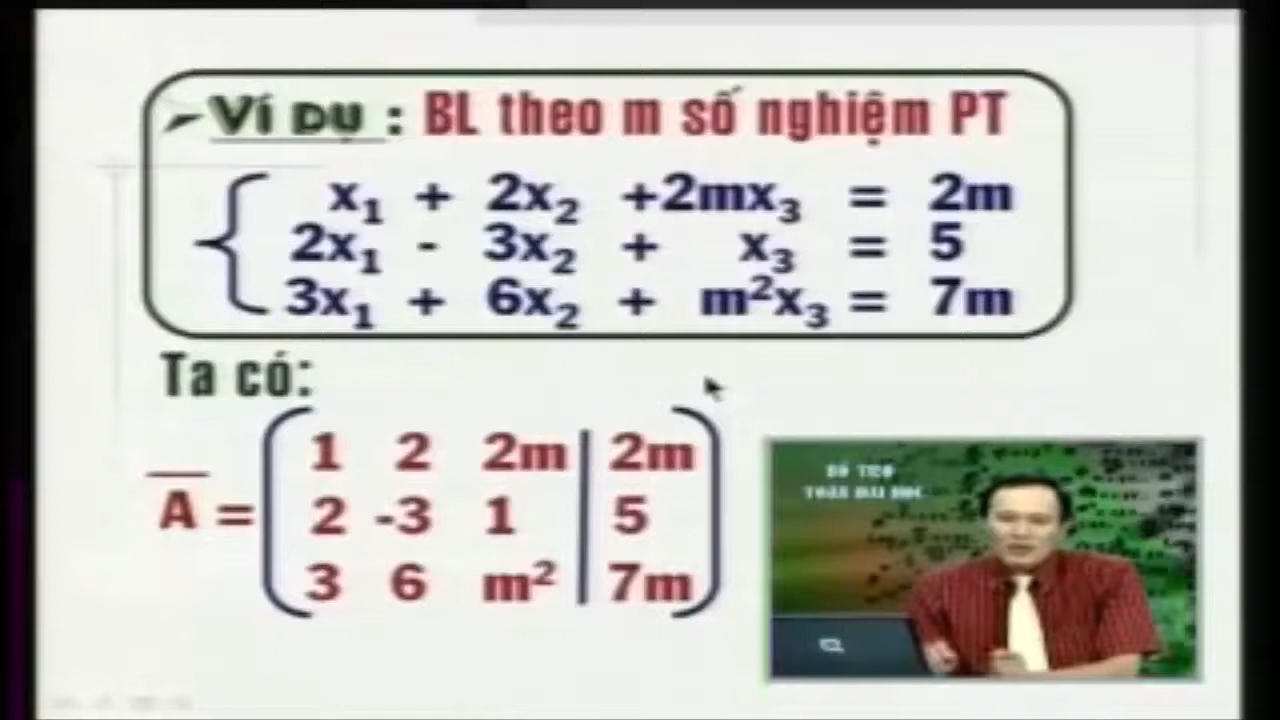 Ví Dụ : BL theo m số nghiệm PT
x₁ + 2x₂ +2mx₃ = 2m
2x₁ - 3x₂ + x₃ = 5
3x₁ + 6x₂ + m²x₃ = 7m
Ta có:
A̅ = ( 1 2 2m | 2m
2 -3 1 | 5
3 6 m² | 7m )